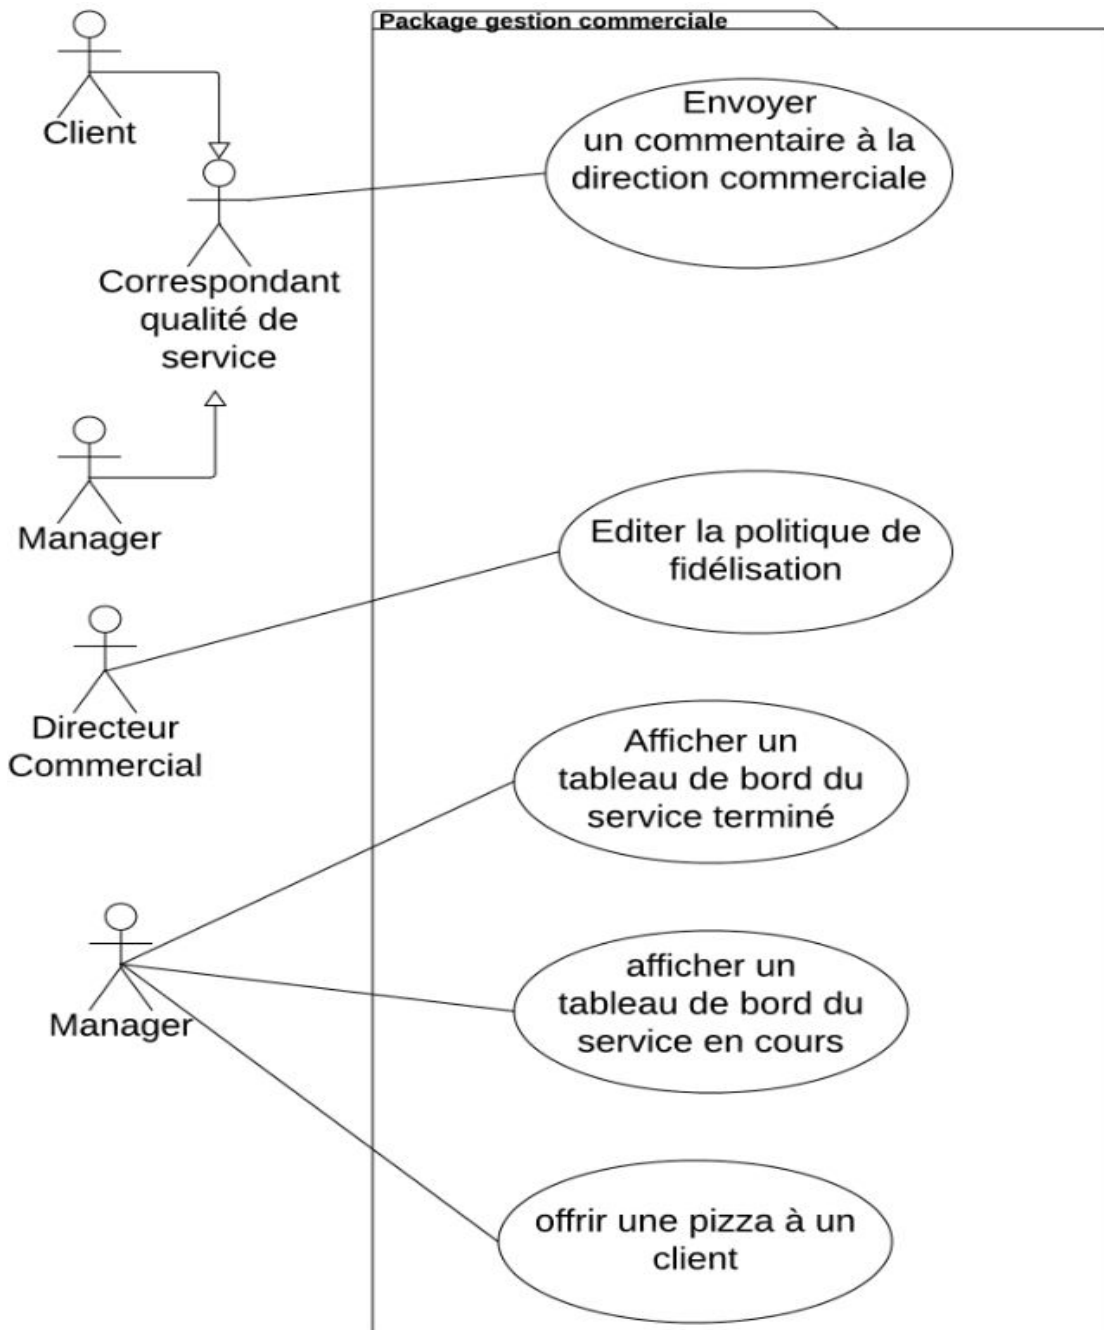 Package gestion commerciale
Envoyer
un commentaire à la
direction commerciale
Client
Correspondant
qualité de
service
Manager
Editer la politique de
fidélisation
Directeur
Commercial
Afficher un
tableau de bord du
service terminé
Manager
afficher un
tableau de bord du
service en cours
offrir une pizza à un
client